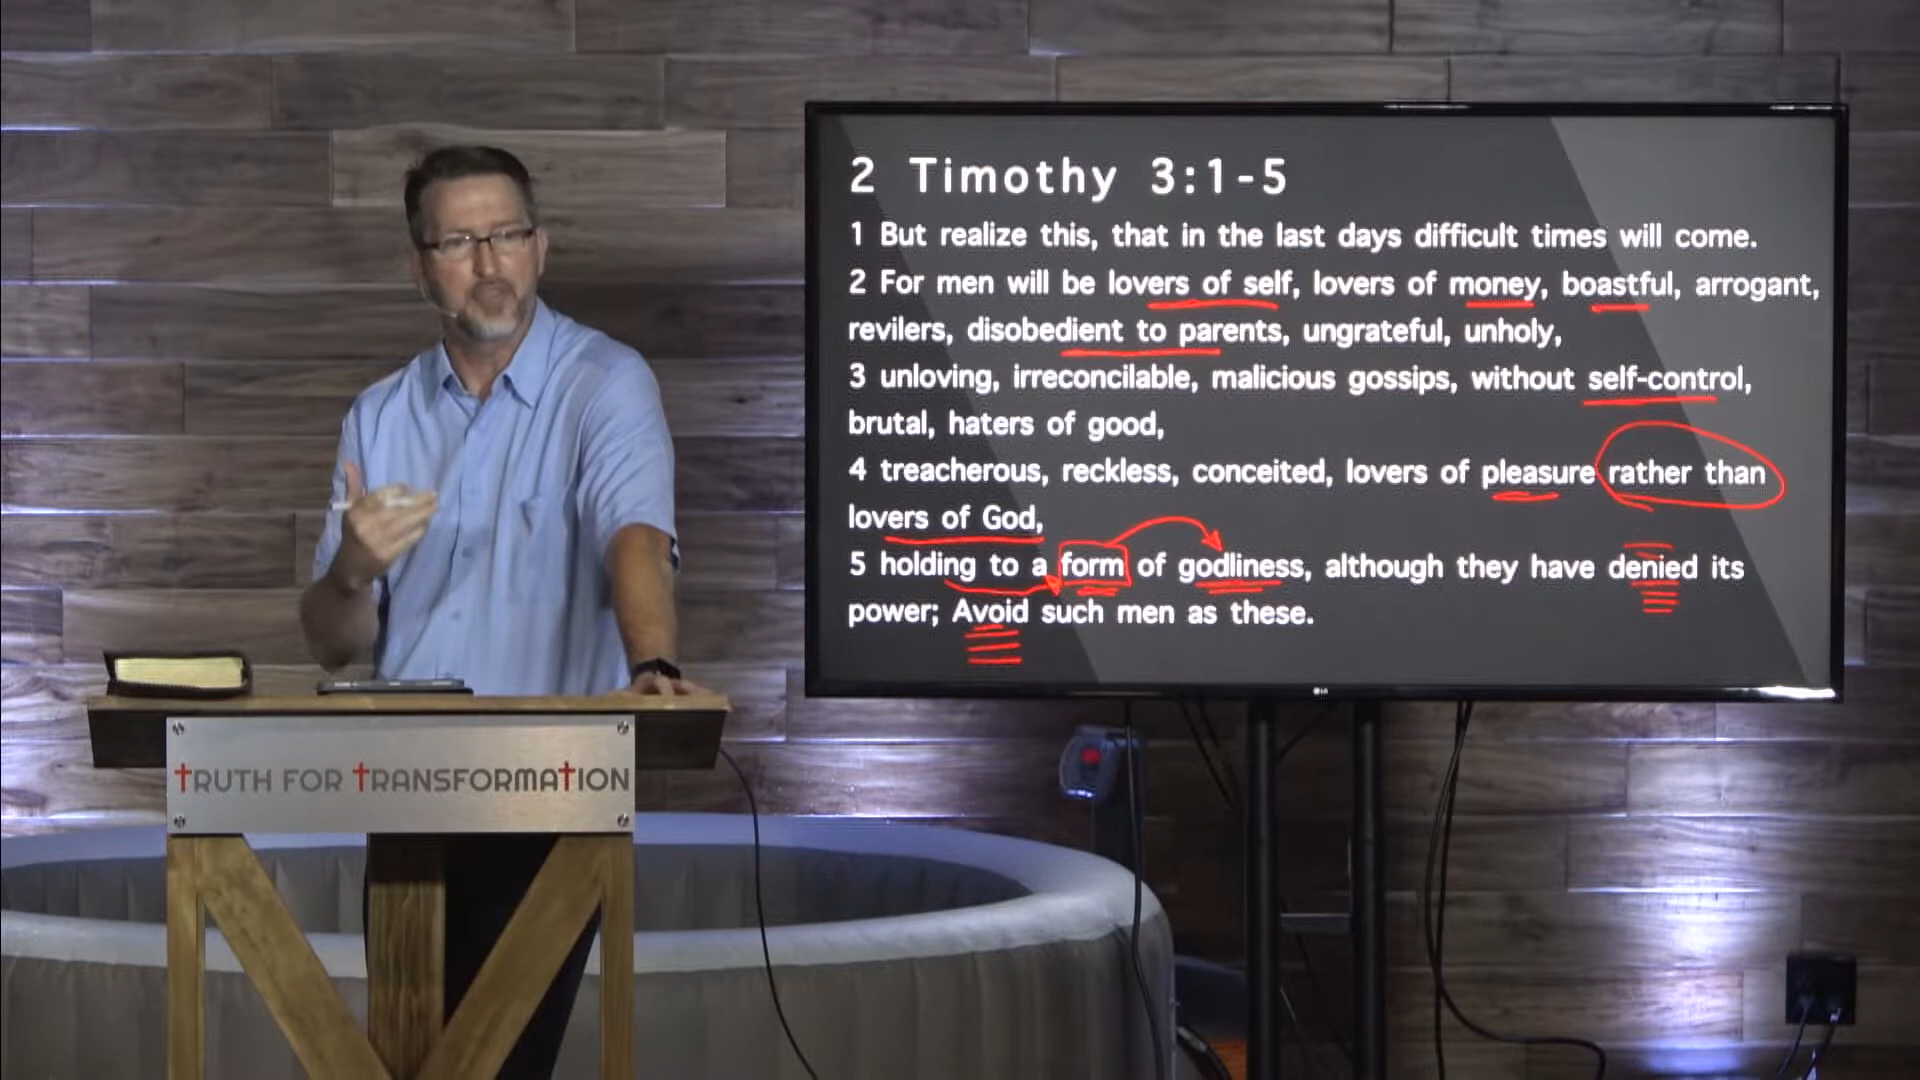 2 Timothy 3:1-5
1 But realize this, that in the last days difficult times will come.
2 For men will be lovers of self, lovers of money, boastful, arrogant,
revilers, disobedient to parents, ungrateful, unholy,
3 unloving, irreconcilable, malicious gossips, without self-control,
brutal, haters of good,
4 treacherous, reckless, conceited, lovers of pleasure rather than
lovers of God,
5 holding to a form of godliness, although they have denied its
power; Avoid such men as these.
LG
TRUTH FOR TRANSFORMATION